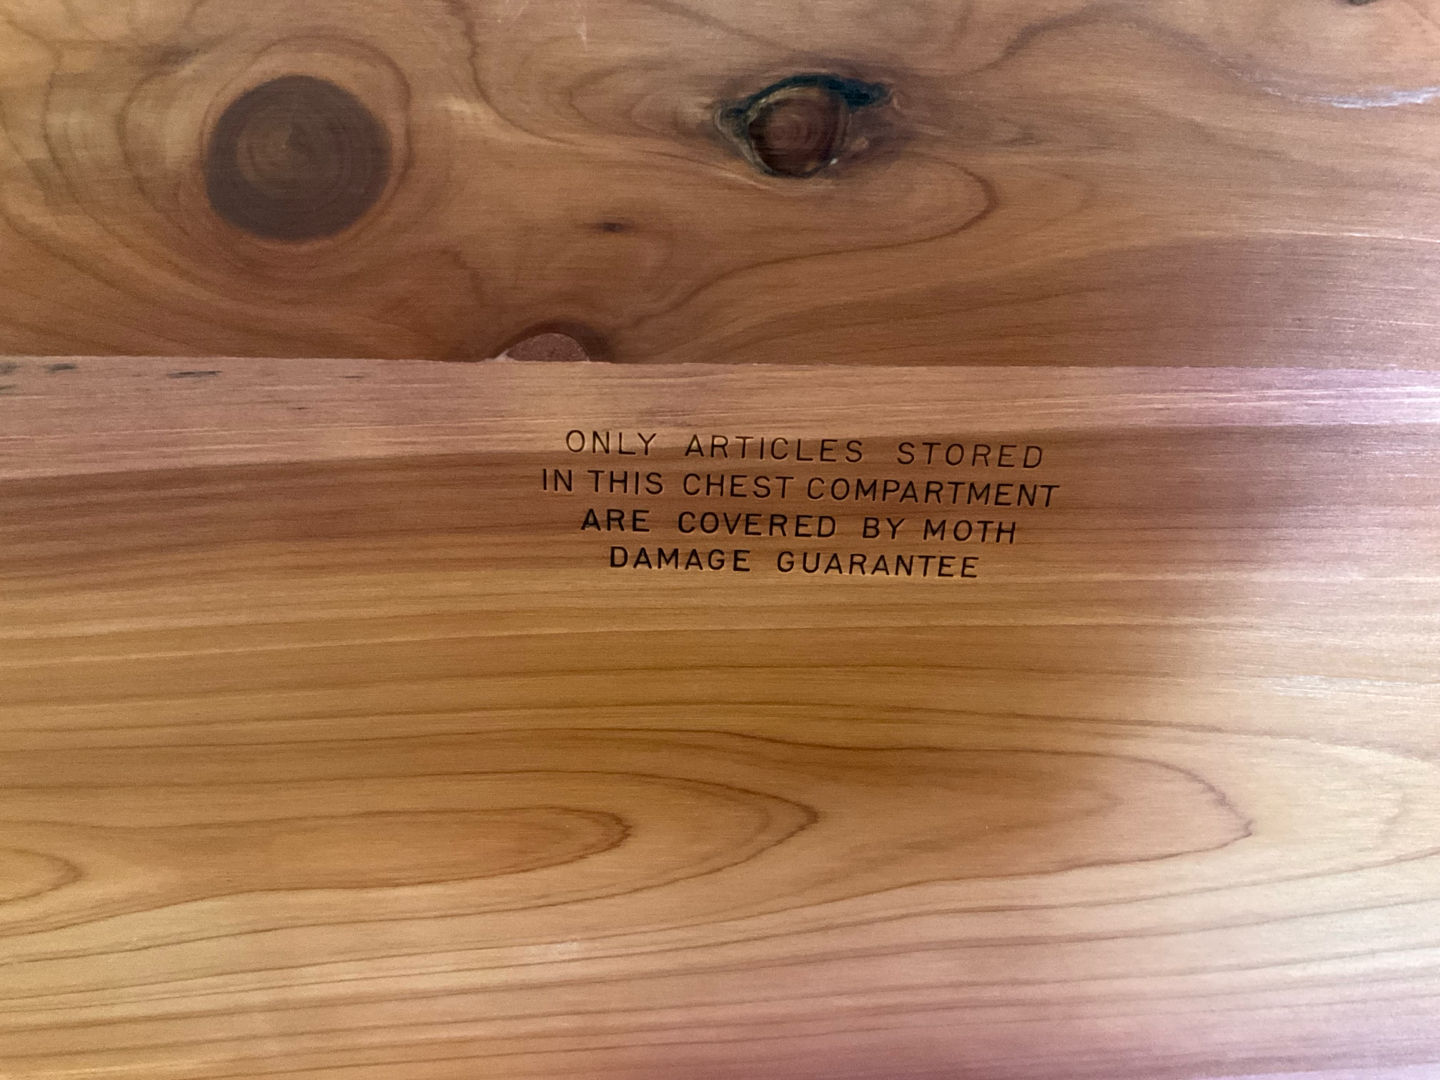 ONLY ARTICLES STORED
IN THIS CHEST COMPARTMENT
ARE COVERED BY MOTH
DAMAGE GUARANTEE